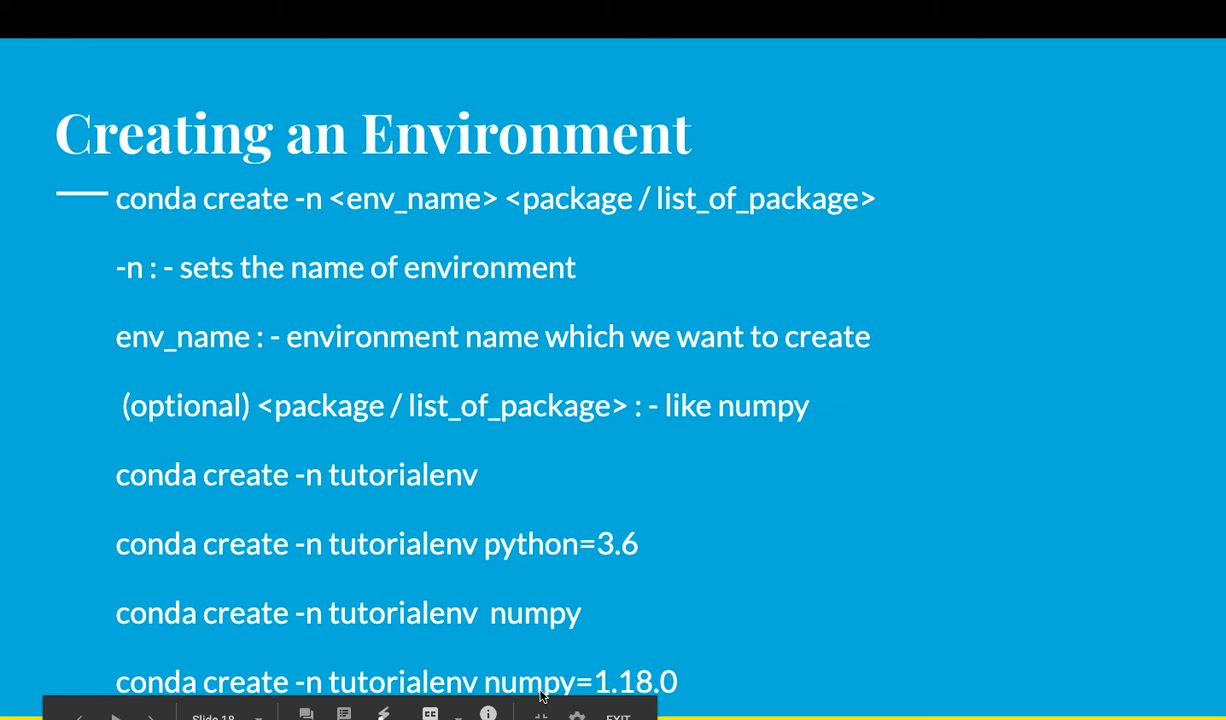 Creating an Environment
conda create -n <env_name> <package / list_of_package>
-n : - sets the name of environment
env_name : - environment name which we want to create
(optional) <package / list_of_package> : - like numpy
conda create -n tutorialenv
conda create -n tutorialenv python=3.6
conda create -n tutorialenv  numpy
conda create -n tutorialenv numpy=1.18.0
Slide 18 CC EXIT